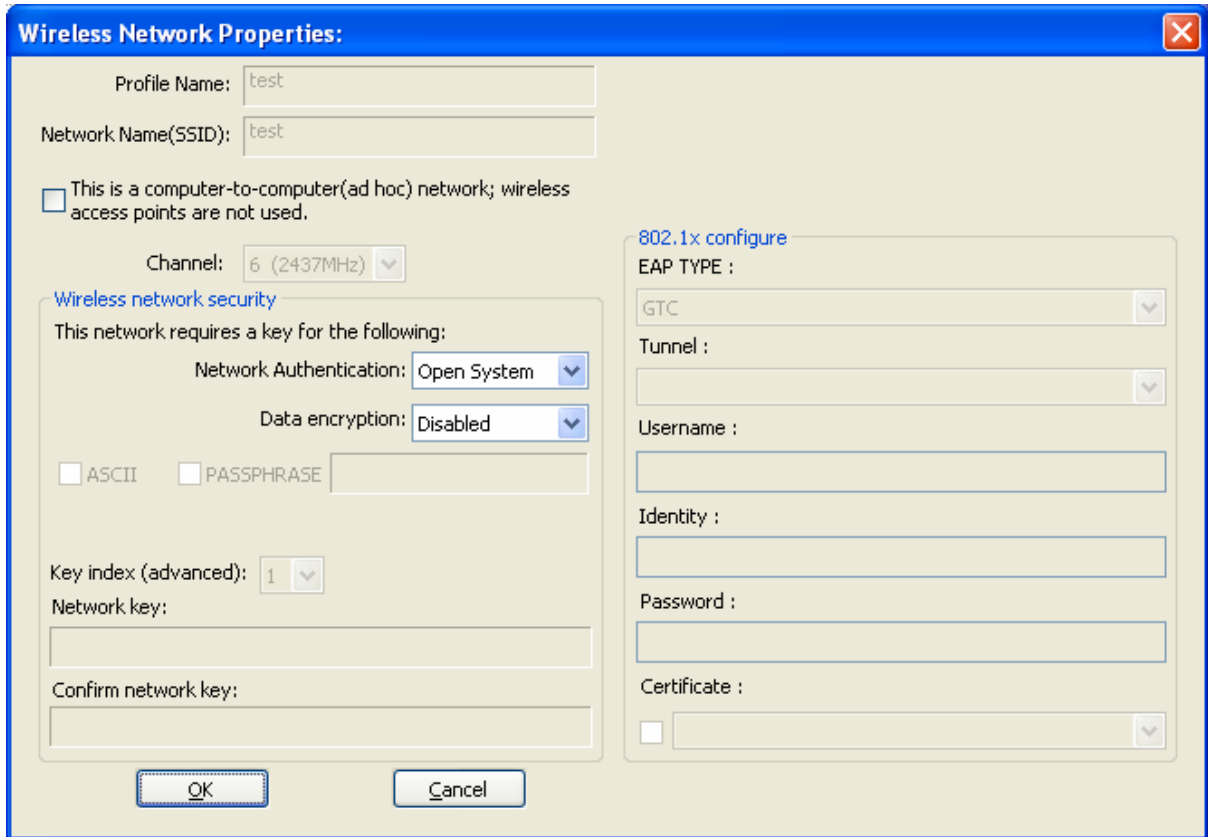 Wireless Network Properties:
Profile Name: test
Network Name(SSID): test
This is a computer-to-computer(ad hoc) network; wireless
access points are not used.
Channel: 6 (2437MHz)
Wireless network security
This network requires a key for the following:
Network Authentication: Open System
Data encryption: Disabled
ASCII PASSPHRASE
Key index (advanced): 1
Network key:
Confirm network key:
802.1x configure
EAP TYPE :
GTC
Tunnel :
Username :
Identity :
Password :
Certificate :
OK Cancel